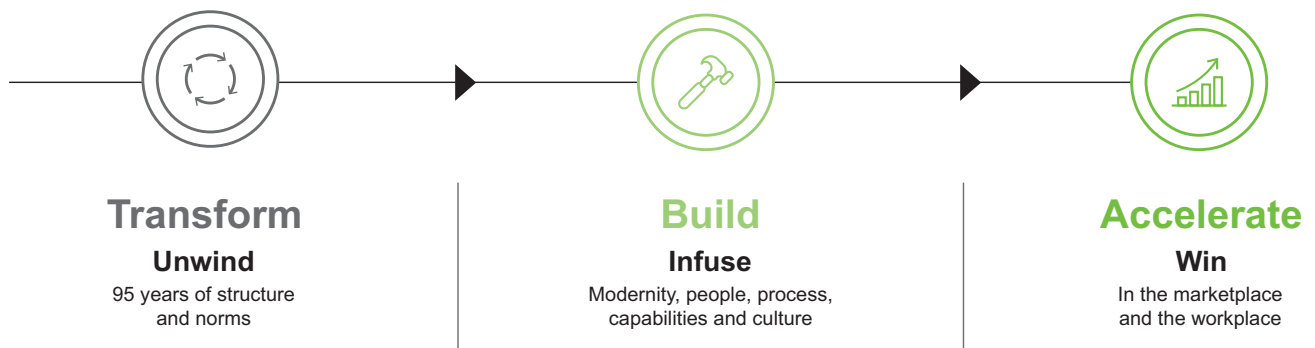 Transform
Unwind
95 years of structure
and norms
Build
Infuse
Modernity, people, process,
capabilities and culture
Accelerate
Win
In the marketplace
and the workplace